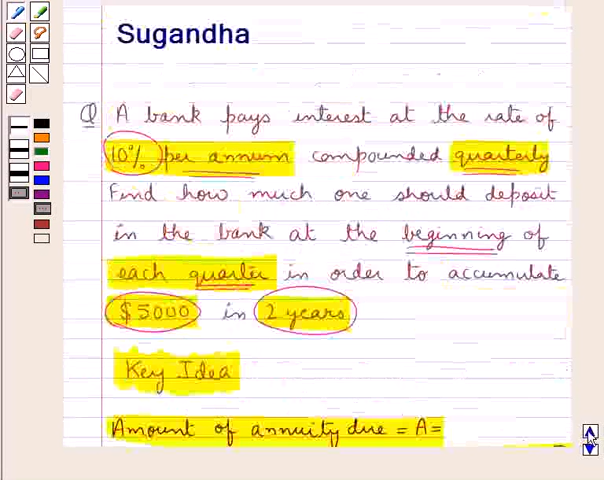 Sugandha
Q A bank pays interest at the rate of
10% per annum compounded quarterly
Find how much one should deposit
in the bank at the beginning of
each quarter in order to accumulate
$5000 in 2 years
Key Idea
Amount of annuity due = A =